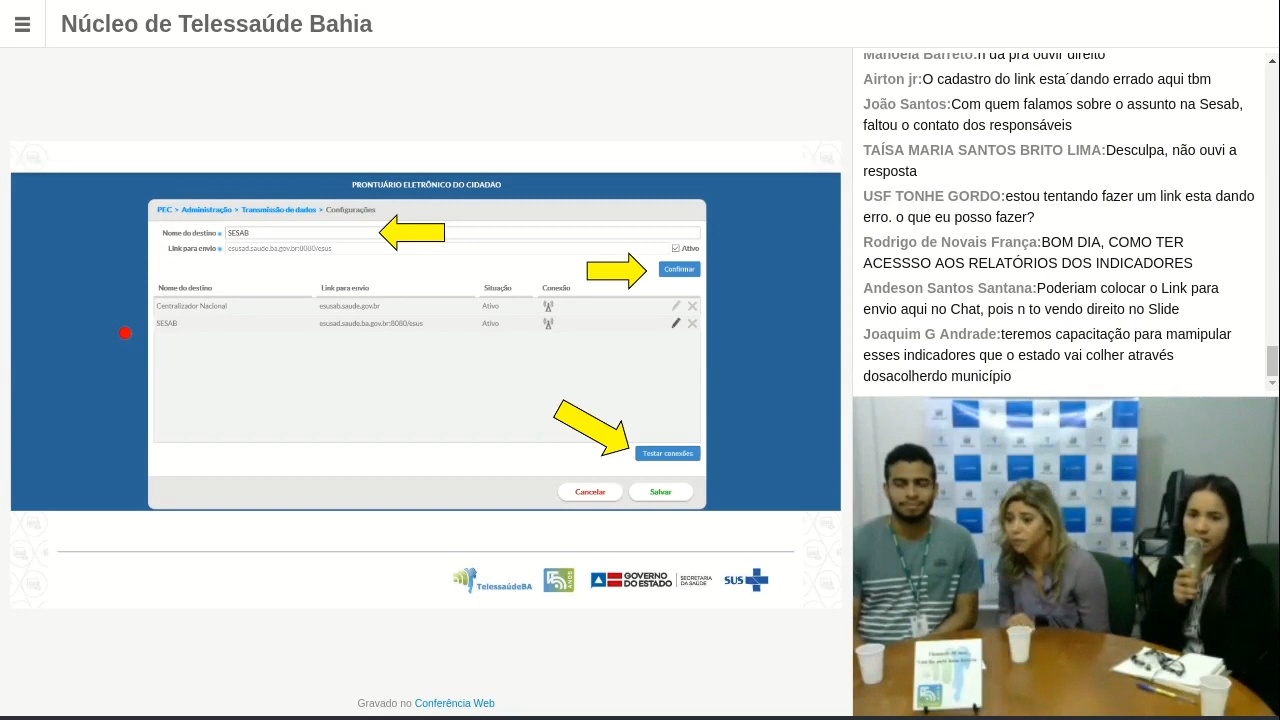 Núcleo de Telessaúde Bahia
PRONTUÁRIO ELETRÔNICO DO CIDADÃO
PEC > Administração > Transmissão de dados > Configurações
Nome do destino SESAB
Link para envio esusad.saude.ba.gov.br:8080/esus Ativo
Confirmar
Nome do destino Link para envio Situação Conexão
Centralizador Nacional esusab.saude.gov.br Ativo
SESAB esusad.saude.ba.gov.br:8080/esus Ativo
Testar conexões
Cancelar Salvar
TelessaúdeBA
GOVERNO
DO ESTADO
SECRETARIA
DA SAÚDE
SUS
Gravado no Conferência Web
Manoela Barreto:n da pra ouvir direito
Airton jr:O cadastro do link esta´dando errado aqui tbm
João Santos:Com quem falamos sobre o assunto na Sesab,
faltou o contato dos responsáveis
TAÍSA MARIA SANTOS BRITO LIMA:Desculpa, não ouvi a
resposta
USF TONHE GORDO:estou tentando fazer um link esta dando
erro. o que eu posso fazer?
Rodrigo de Novais França:BOM DIA, COMO TER
ACESSSO AOS RELATÓRIOS DOS INDICADORES
Andeson Santos Santana:Poderiam colocar o Link para
envio aqui no Chat, pois n to vendo direito no Slide
Joaquim G Andrade:teremos capacitação para mamipular
esses indicadores que o estado vai colher através
dosacolherdo município